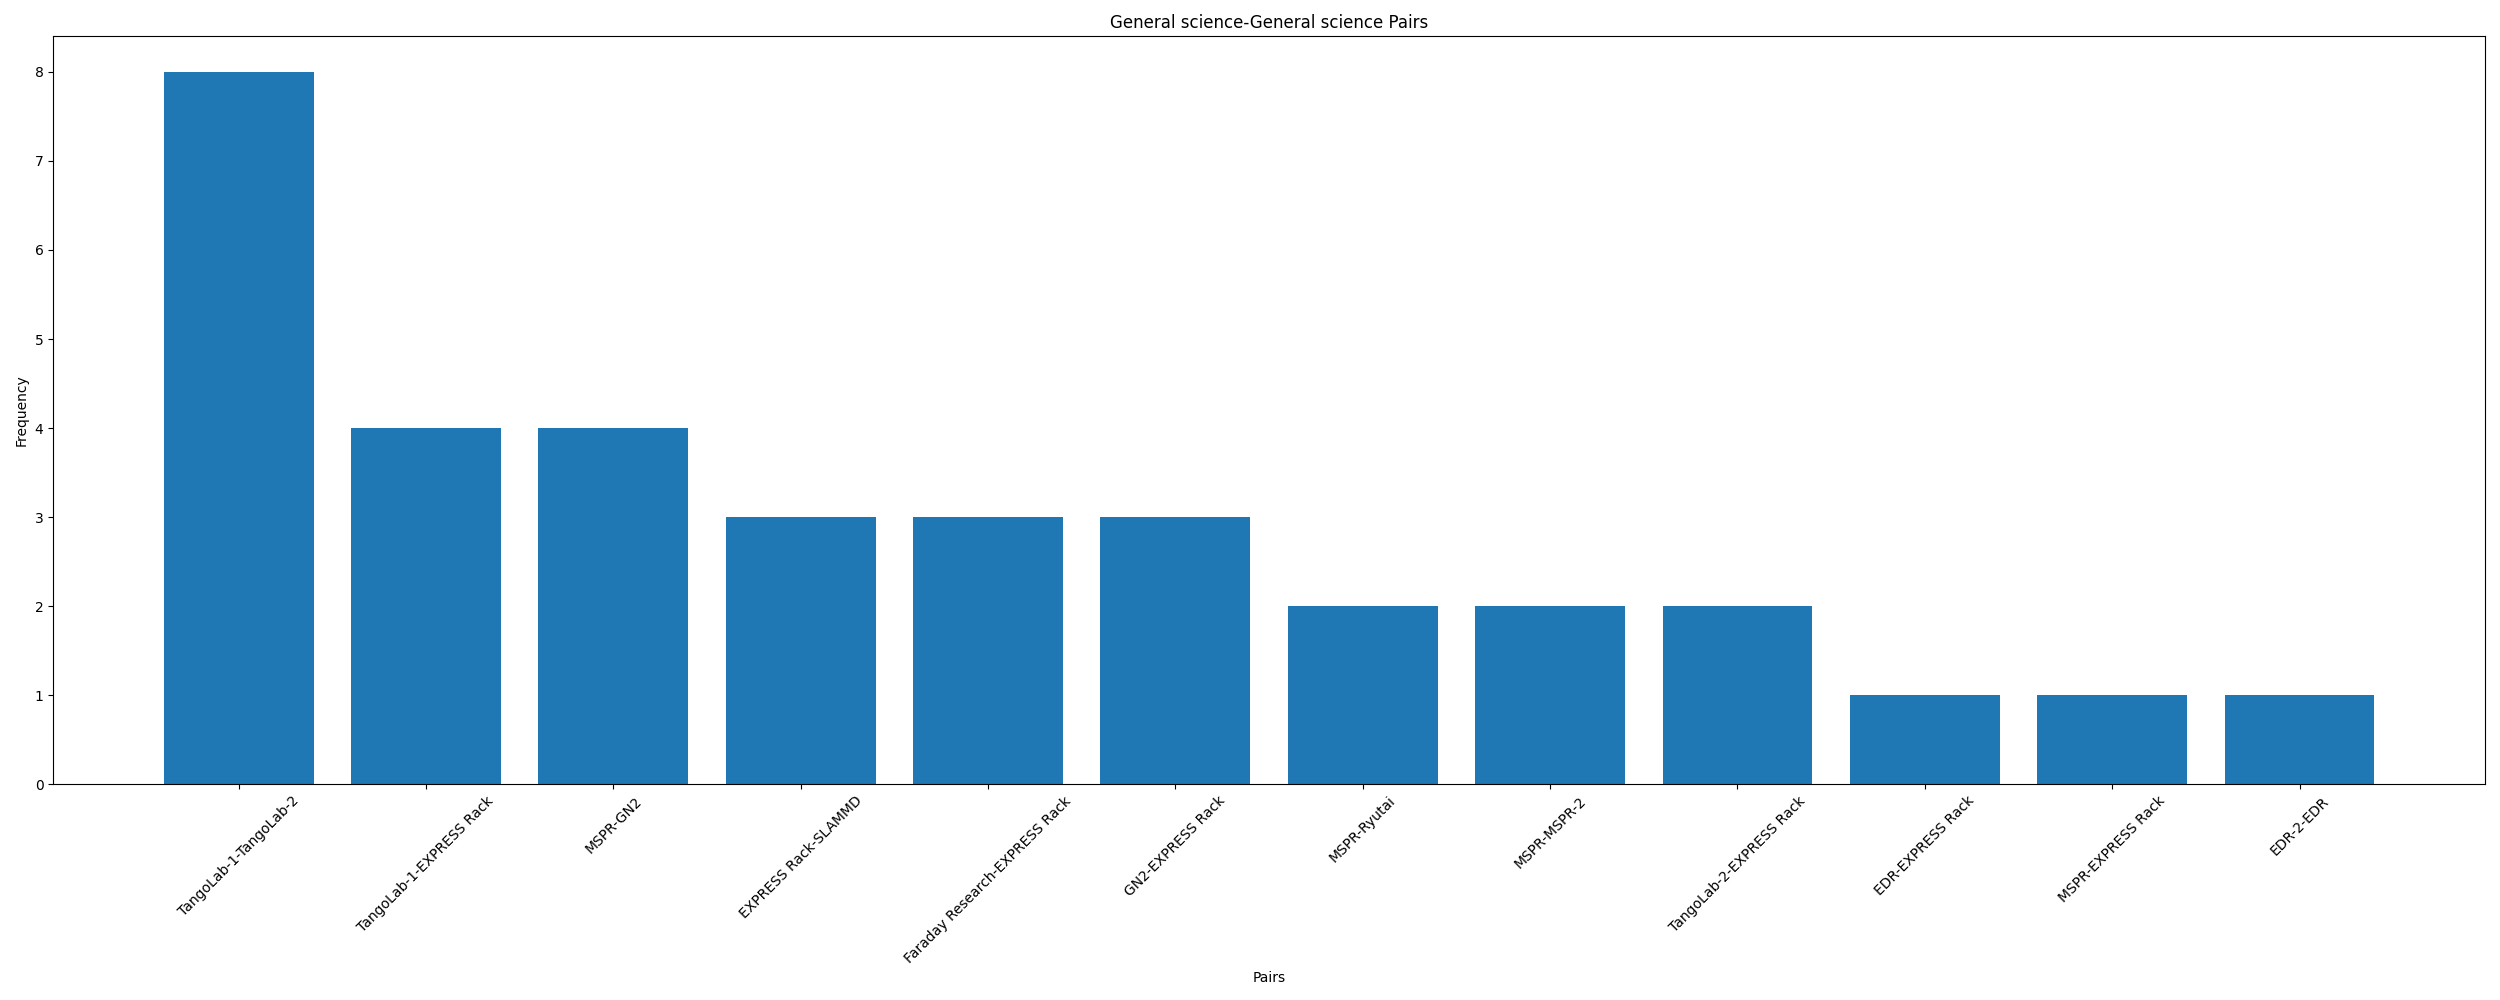 General science-General science Pairs
Frequency
8
7
6
5
4
3
2
1
0
TangoLab-1-TangoLab-2
TangoLab-1-EXPRESS Rack
MSPR-GN2
EXPRESS Rack-SLAMMD
Faraday Research-EXPRESS Rack
GN2-EXPRESS Rack
MSPR-Ryutai
MSPR-MSPR-2
TangoLab-2-EXPRESS Rack
EDR-EXPRESS Rack
MSPR-EXPRESS Rack
EDR-2-EDR
Pairs